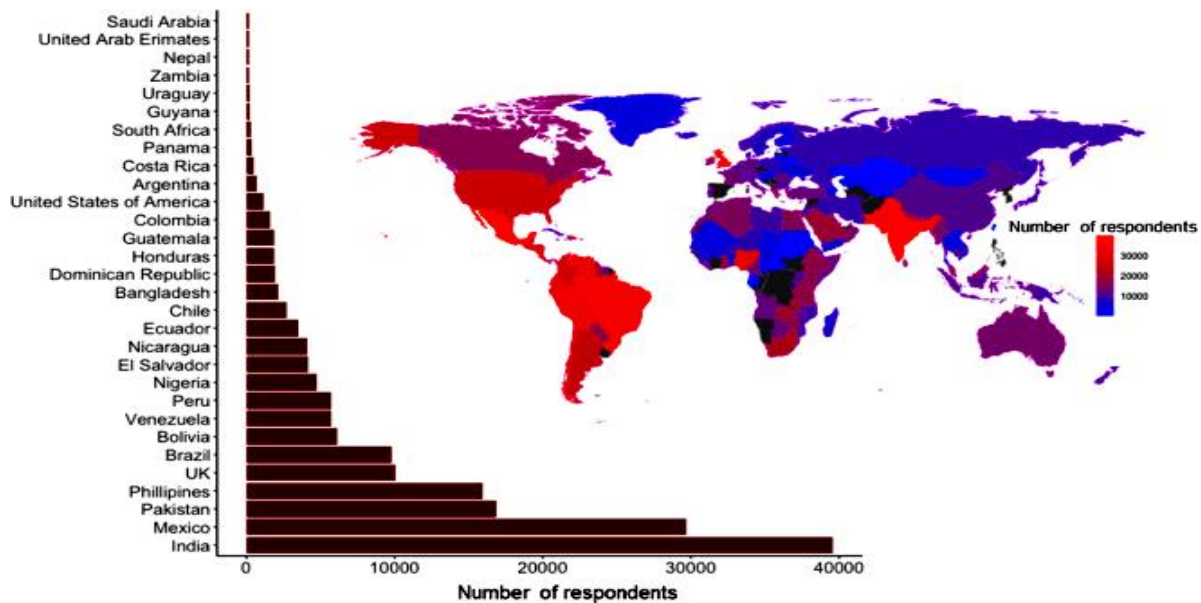 Saudi Arabia
United Arab Erimates
Nepal
Zambia
Uraguay
Guyana
South Africa
Panama
Costa Rica
Argentina
United States of America
Colombia
Guatemala
Honduras
Dominican Republic
Bangladesh
Chile
Ecuador
Nicaragua
El Salvador
Nigeria
Peru
Venezuela
Bolivia
Brazil
UK
Phillipines
Pakistan
Mexico
India
0 10000 20000 30000 40000
Number of respondents
Number of respondents
30000
20000
10000